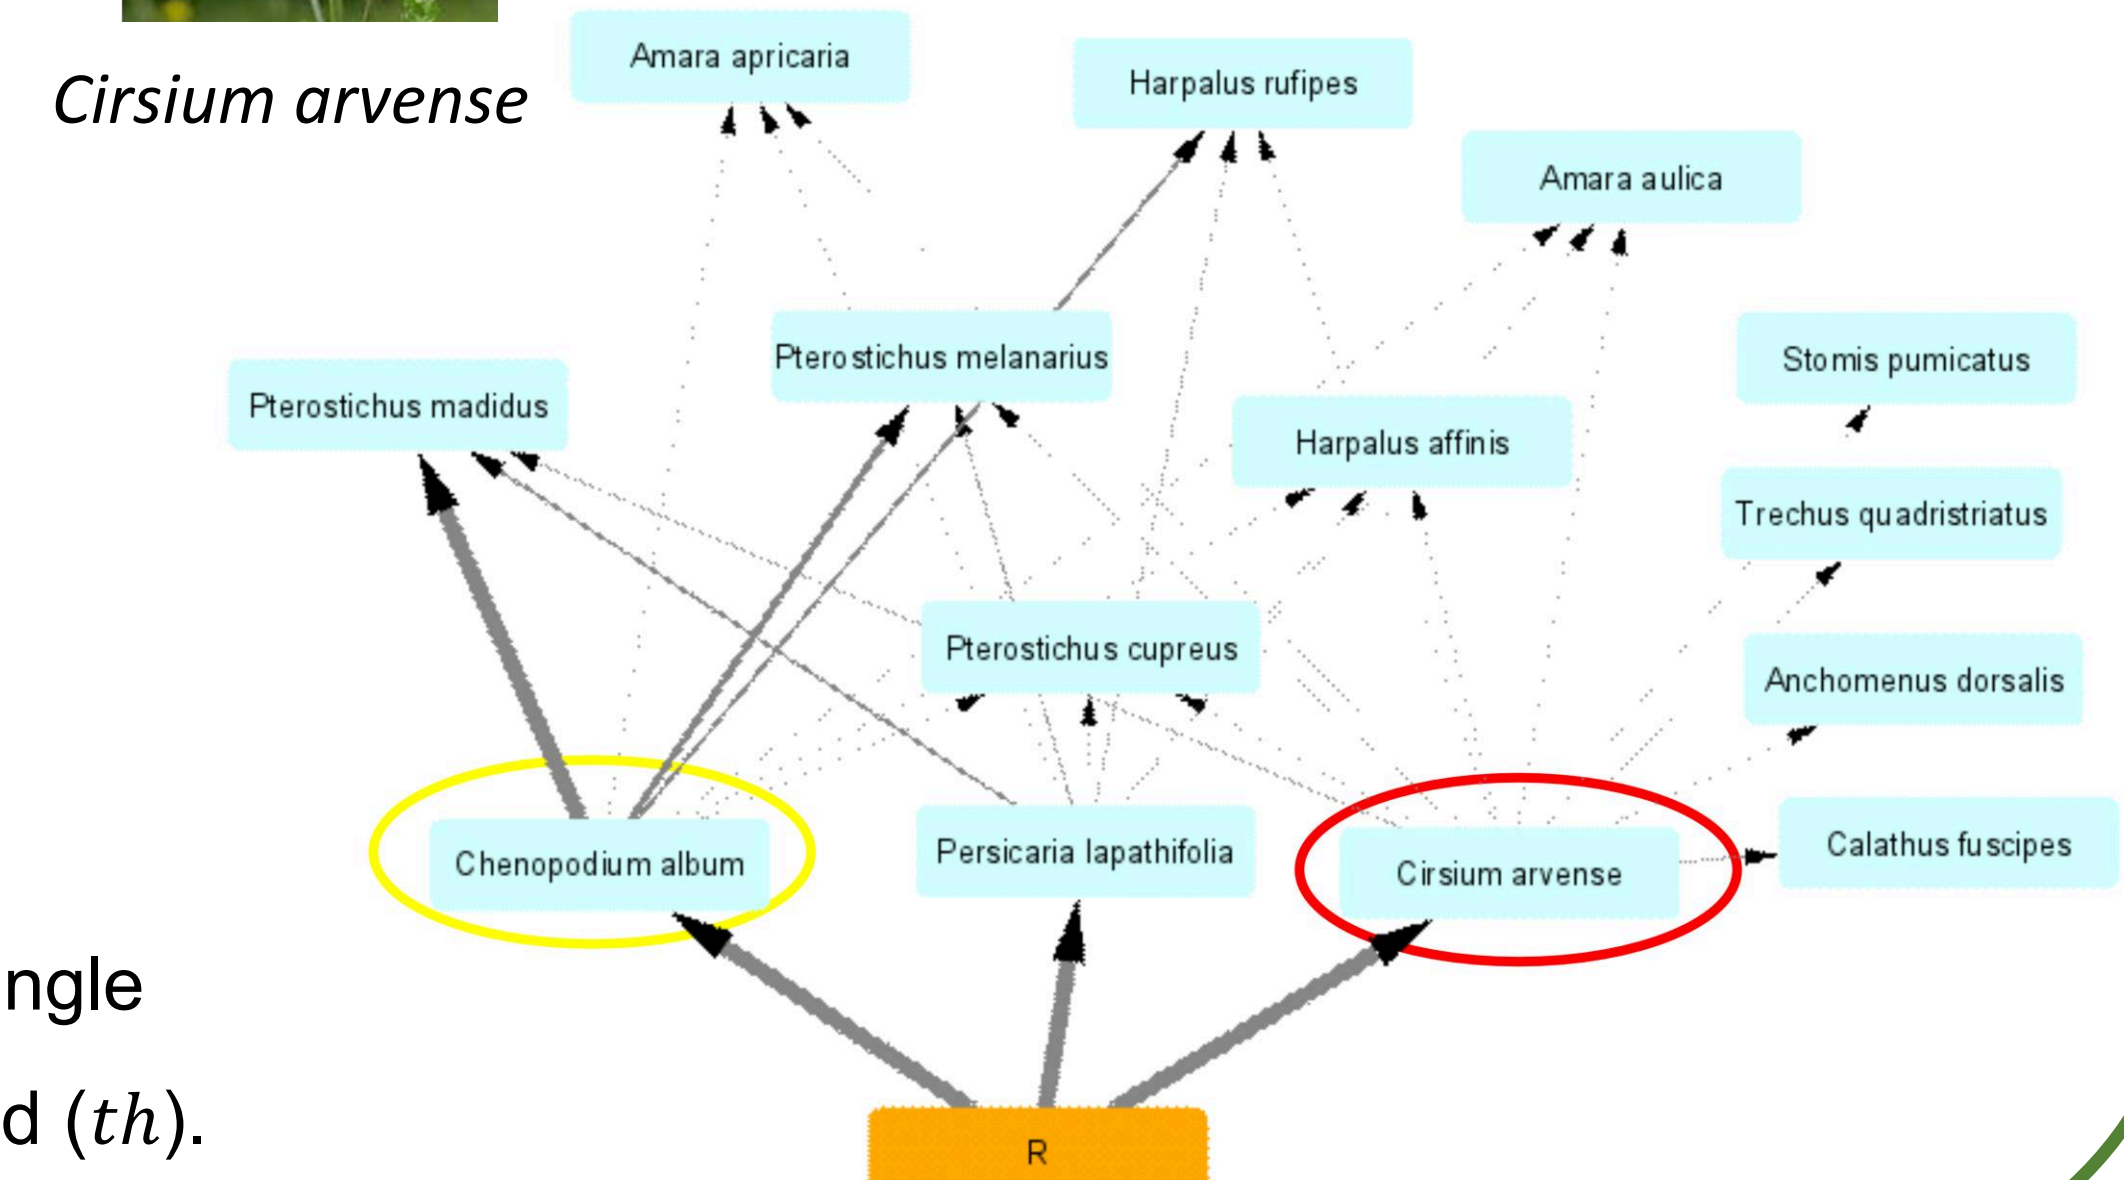 Cirsium arvense
Amara apricaria
Harpalus rufipes
Amara aulica
Pterostichus melanarius
Stomis pumicatus
Pterostichus madidus
Harpalus affinis
Trechus quadristriatus
Pterostichus cupreus
Anchomenus dorsalis
Chenopodium album
Persicaria lapathifolia
Cirsium arvense
Calathus fuscipes
ngle
d (th).
R